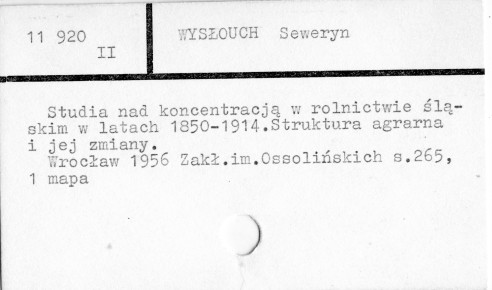 11 920
II
WYSŁOUCH Seweryn
Studia nad koncentracją w rolnictwie ślą-
skim w latach 1850-1914.Struktura agrarna
i jej zmiany.
Wrocław 1956 Zakł.im.Ossolińskich s.265,
1 mapa